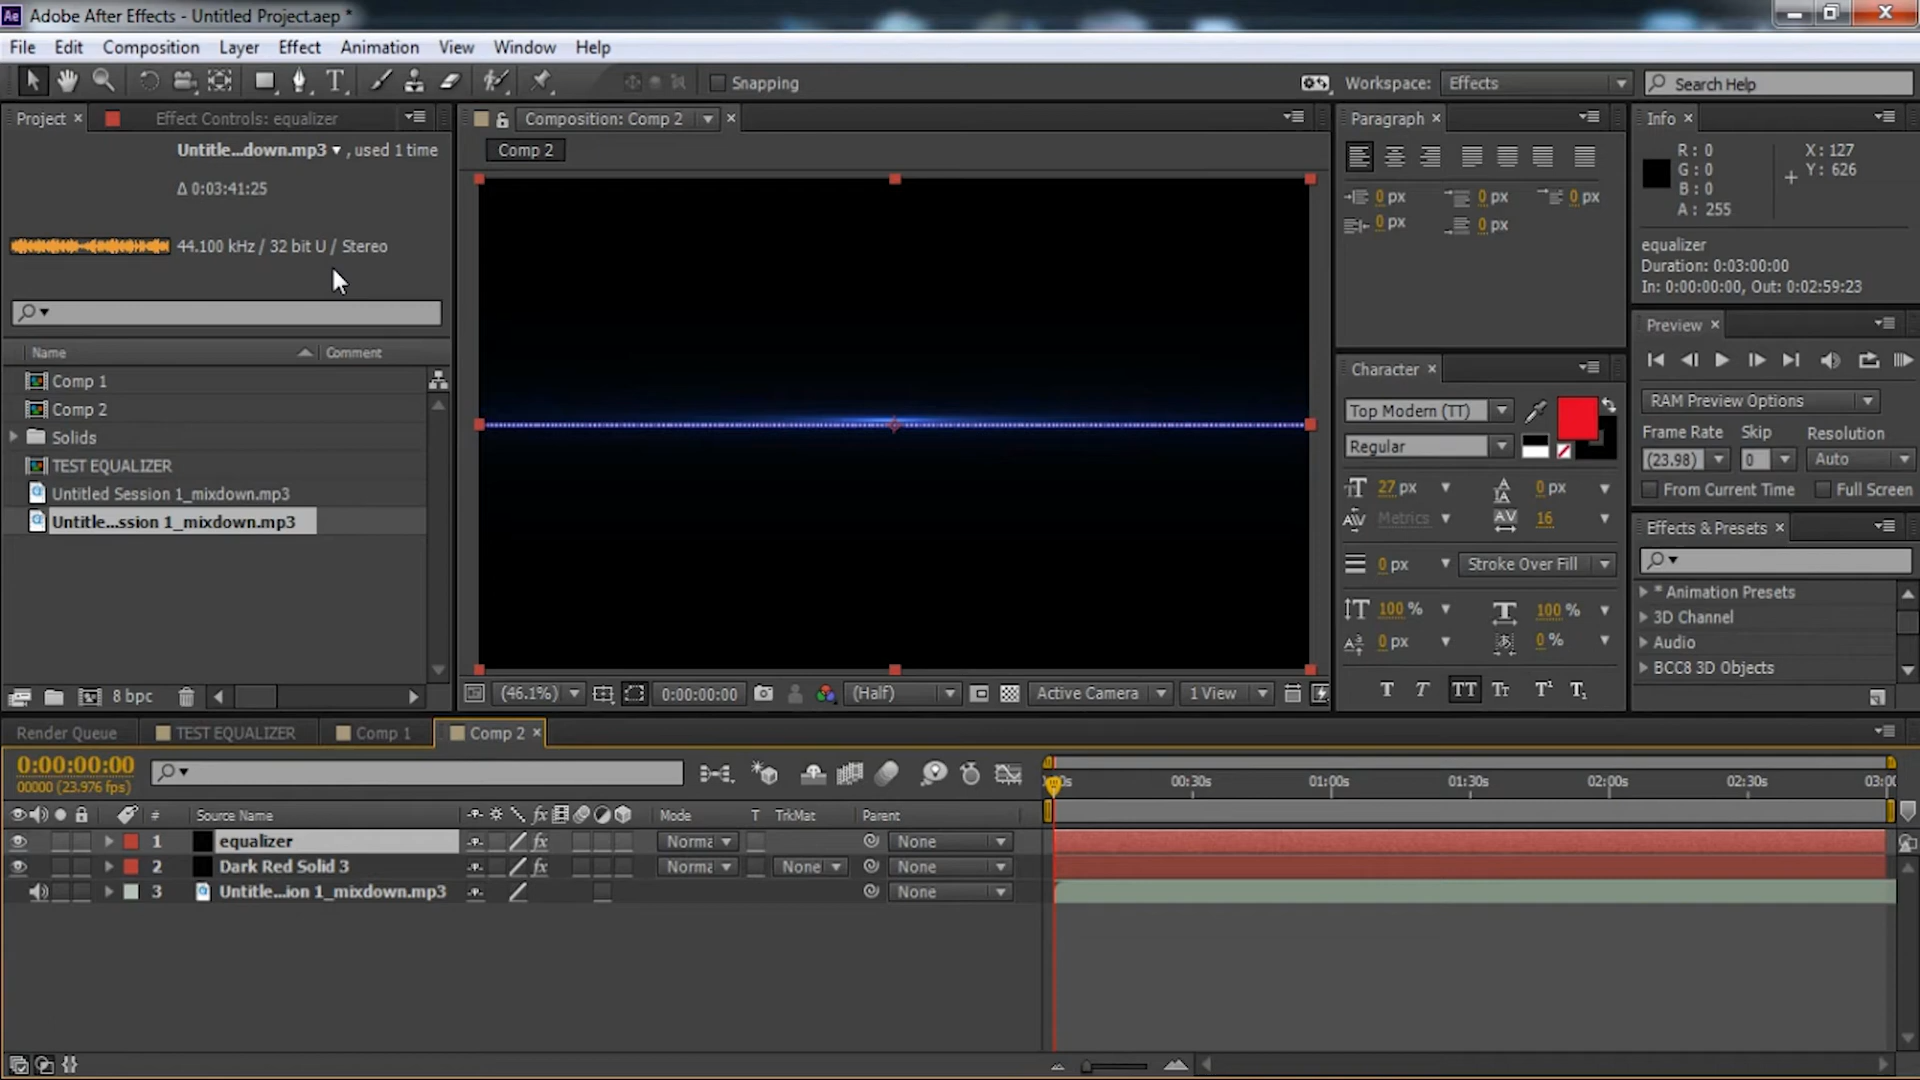 Adobe After Effects - Untitled Project.aep *
File Edit Composition Layer Effect Animation View Window Help
Snapping
Workspace: Effects
Search Help
Project
Effect Controls: equalizer
Untitle...down.mp3 , used 1 time
Δ 0:03:41:25
44.100 kHz / 32 bit U / Stereo
Name Comment
Comp 1
Comp 2
Solids
TEST EQUALIZER
Untitled Session 1_mixdown.mp3
Untitle...ssion 1_mixdown.mp3
8 bpc
Composition: Comp 2
Comp 2
(46.1%) 0:00:00:00 (Half) Active Camera 1 View
Paragraph
0 px 0 px 0 px
0 px 0 px
Character
Top Modern (TT)
Regular
27 px 0 px
Metrics 16
0 px Stroke Over Fill
100 % 100 %
0 px 0 %
T T TT Tr T¹ T₁
Info
R: 0 X: 127
G: 0 Y: 626
B: 0
A: 255
equalizer
Duration: 0:03:00:00
In: 0:00:00:00, Out: 0:02:59:23
Preview
RAM Preview Options
Frame Rate Skip Resolution
(23.98) 0 Auto
From Current Time Full Screen
Effects & Presets
* Animation Presets
3D Channel
Audio
BCC8 3D Objects
Render Queue TEST EQUALIZER Comp 1 Comp 2
0:00:00:00
00000 (23.976 fps)
00:30s 01:00s 01:30s 02:00s 02:30s 03:00
# Source Name Mode T TrkMat Parent
1 equalizer Norma None
2 Dark Red Solid 3 Norma None None
3 Untitle...ion 1_mixdown.mp3 None